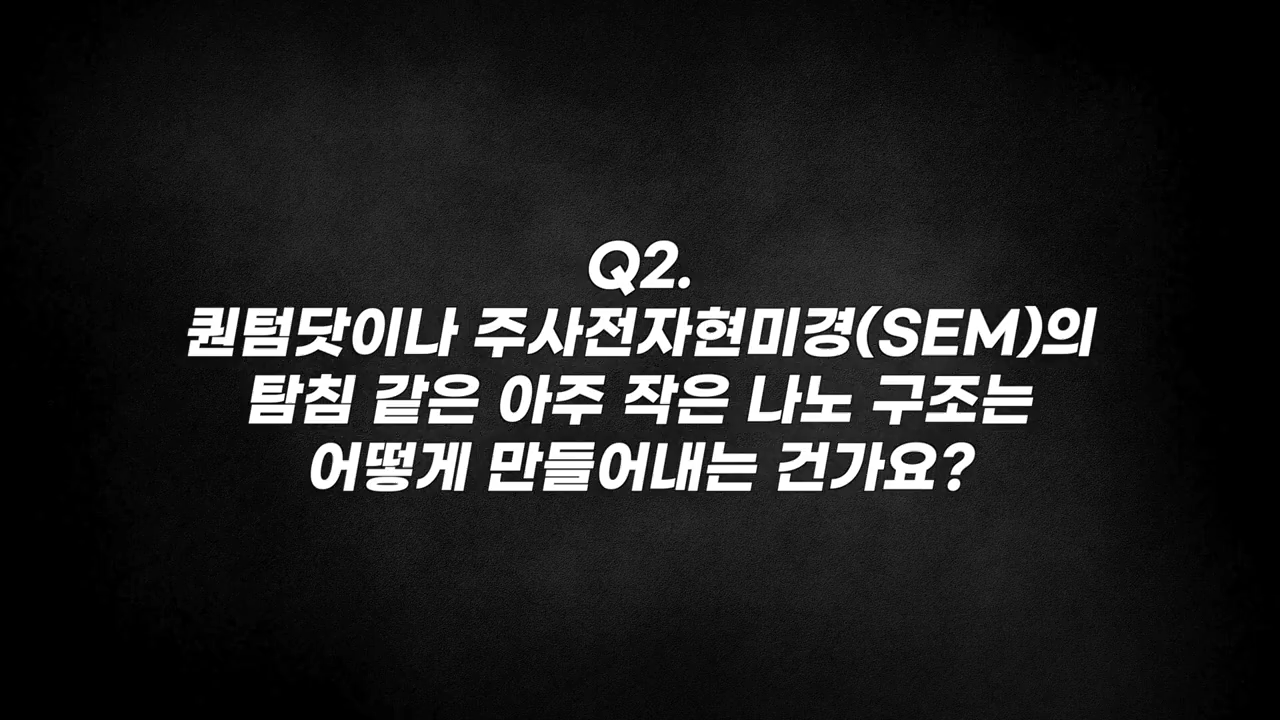 Q2.
퀀텀닷이나 주사전자현미경(SEM)의
탐침 같은 아주 작은 나노 구조는
어떻게 만들어내는 건가요?